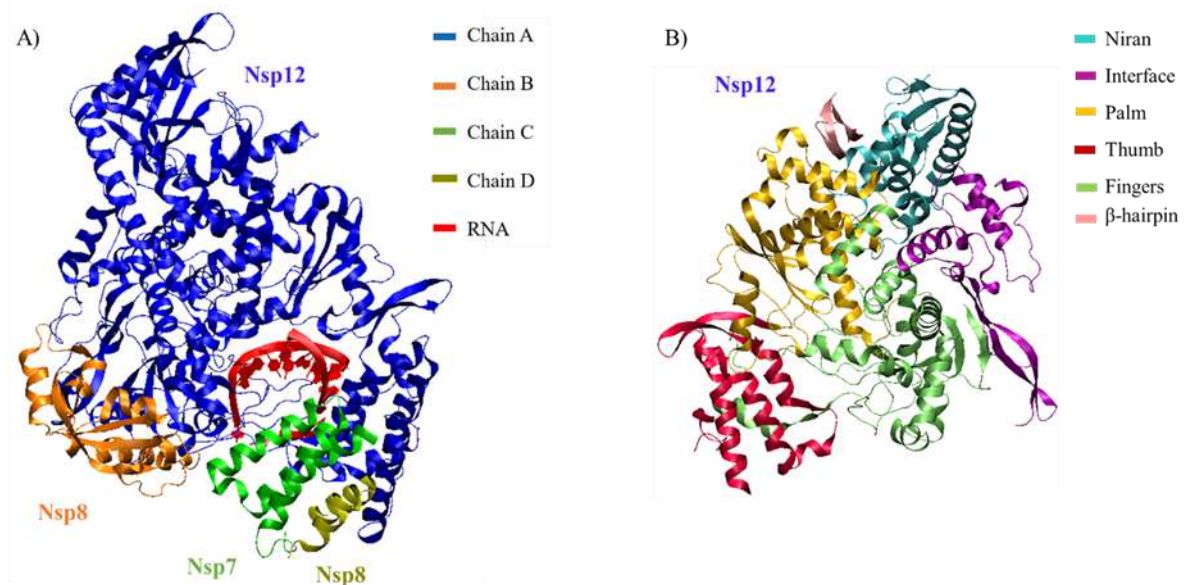 A)
Nsp12
Chain A
Chain B
Chain C
Chain D
RNA
Nsp8
Nsp7
Nsp8
B)
Nsp12
Niran
Interface
Palm
Thumb
Fingers
β-hairpin